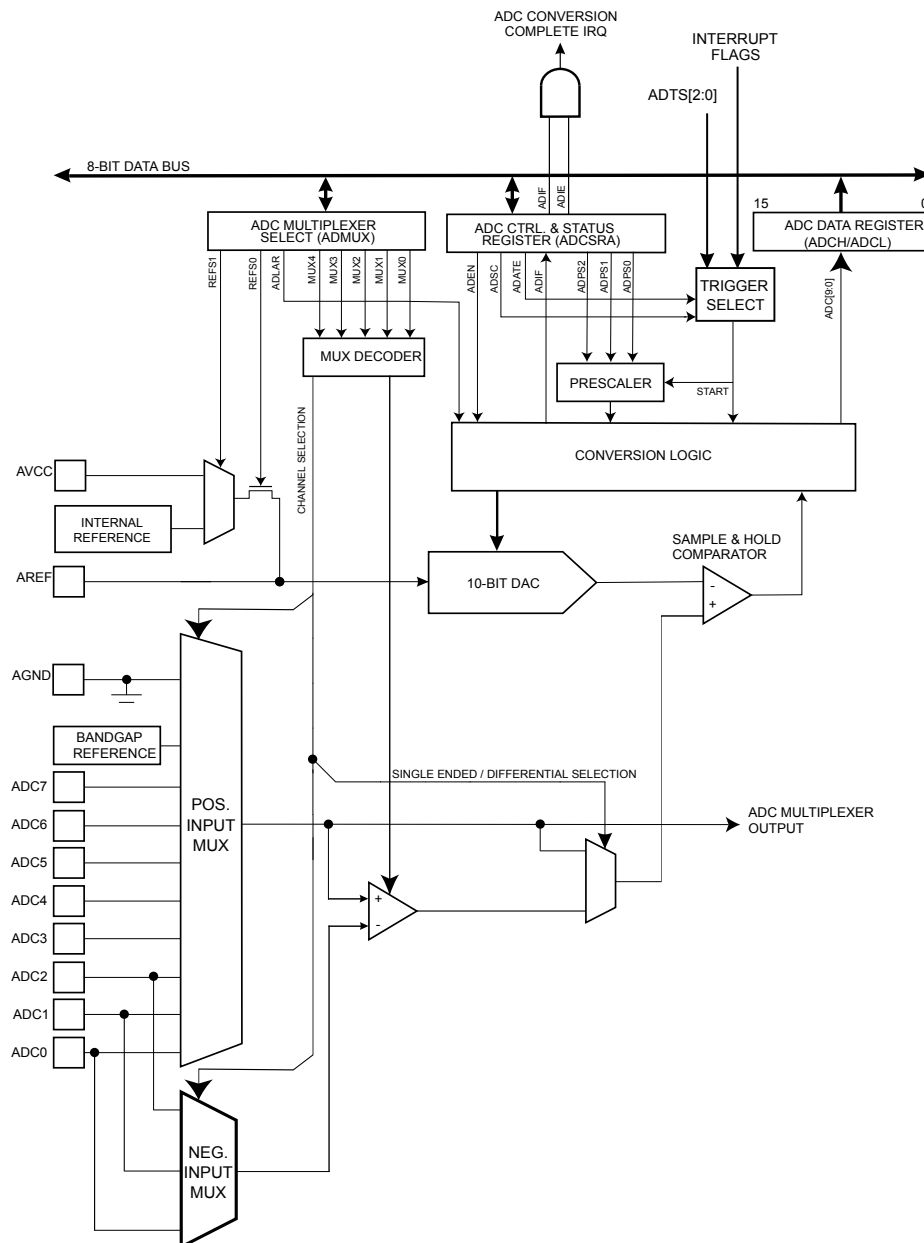 ADC CONVERSION
COMPLETE IRQ
INTERRUPT
FLAGS
ADTS[2:0]
8-BIT DATA BUS
ADIF
ADIE
15
0
ADC MULTIPLEXER
SELECT (ADMUX)
ADC CTRL. & STATUS
REGISTER (ADCSRA)
ADC DATA REGISTER
(ADCH/ADCL)
REFS1
REFS0
ADLAR
MUX4
MUX3
MUX2
MUX1
MUX0
ADEN
ADSC
ADATE
ADIF
ADPS2
ADPS1
ADPS0
TRIGGER
SELECT
ADC[9:0]
MUX DECODER
PRESCALER
START
CHANNEL SELECTION
CONVERSION LOGIC
AVCC
INTERNAL
REFERENCE
SAMPLE & HOLD
COMPARATOR
AREF
10-BIT DAC
-
+
AGND
BANDGAP
REFERENCE
SINGLE ENDED / DIFFERENTIAL SELECTION
ADC7
ADC6
ADC5
ADC4
ADC3
ADC2
ADC1
ADC0
POS.
INPUT
MUX
ADC MULTIPLEXER
OUTPUT
+
-
NEG.
INPUT
MUX